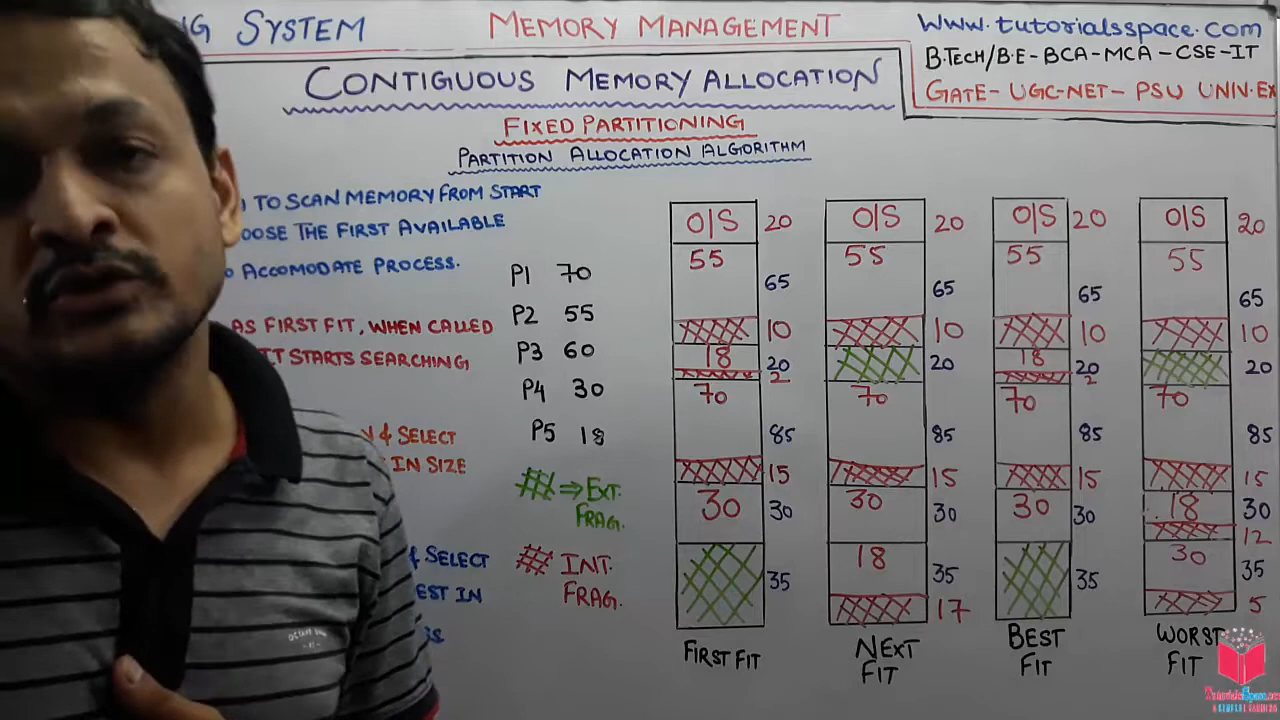 NG SYSTEM
MEMORY MANAGEMENT
www.tutorialsspace.com
B.TECH/B.E - BCA-MCA - CSE-IT
GATE- UGC-NET- PSU UNIV.EX
CONTIGUOUS MEMORY ALLOCATION
FIXED PARTITIONING
PARTITION ALLOCATION ALGORITHM
TO SCAN MEMORY FROM START
OOSE THE FIRST AVAILABLE
O ACCOMODATE PROCESS.
AS FIRST FIT, WHEN CALLED
IT STARTS SEARCHING
& SELECT
IN SIZE
& SELECT
EST IN
P1 70
P2 55
P3 60
P4 30
P5 18
⇒ EXT.
FRAG.
INT.
FRAG.
O/S 20
55
65
10
18
20
2
70
85
15
30 30
35
FIRST FIT
O/S 20
55
65
10
20
70
85
15
30 30
18
35
17
NEXT
FIT
O/S 20
55
65
10
18
20
2
70
85
15
30 30
35
BEST
FIT
O/S 20
55
65
10
20
70
85
15
18 30
12
30
35
5
WORST
FIT
TutorialsSpace.com